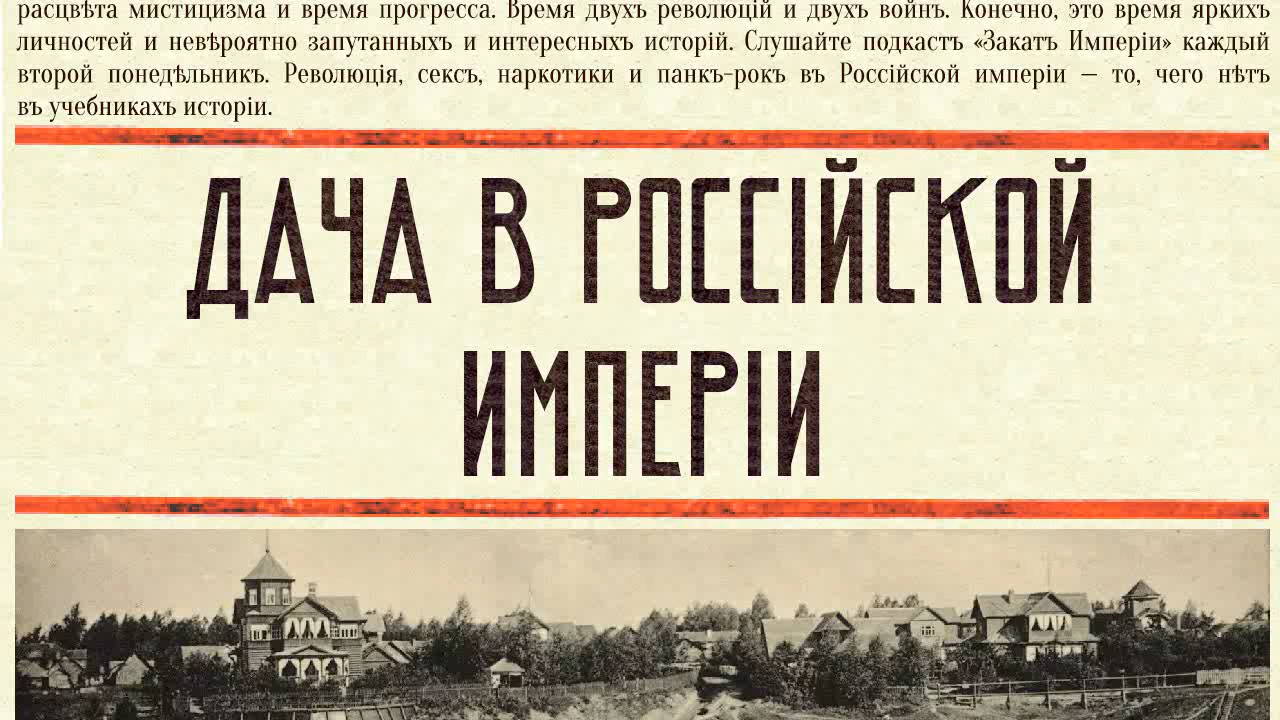 расцвѣта мистицизма и время прогресса. Время двухъ революцій и двухъ войнъ. Конечно, это время яркихъ
личностей и невѣроятно запутанныхъ и интересныхъ исторій. Слушайте подкастъ «Закатъ Имперіи» каждый
второй понедѣльникъ. Революція, сексъ, наркотики и панкъ-рокъ въ Россійской имперіи — то, чего нѣтъ
въ учебникахъ исторіи.
ДАЧА В РОССІЙСКОЙ
ИМПЕРІИ